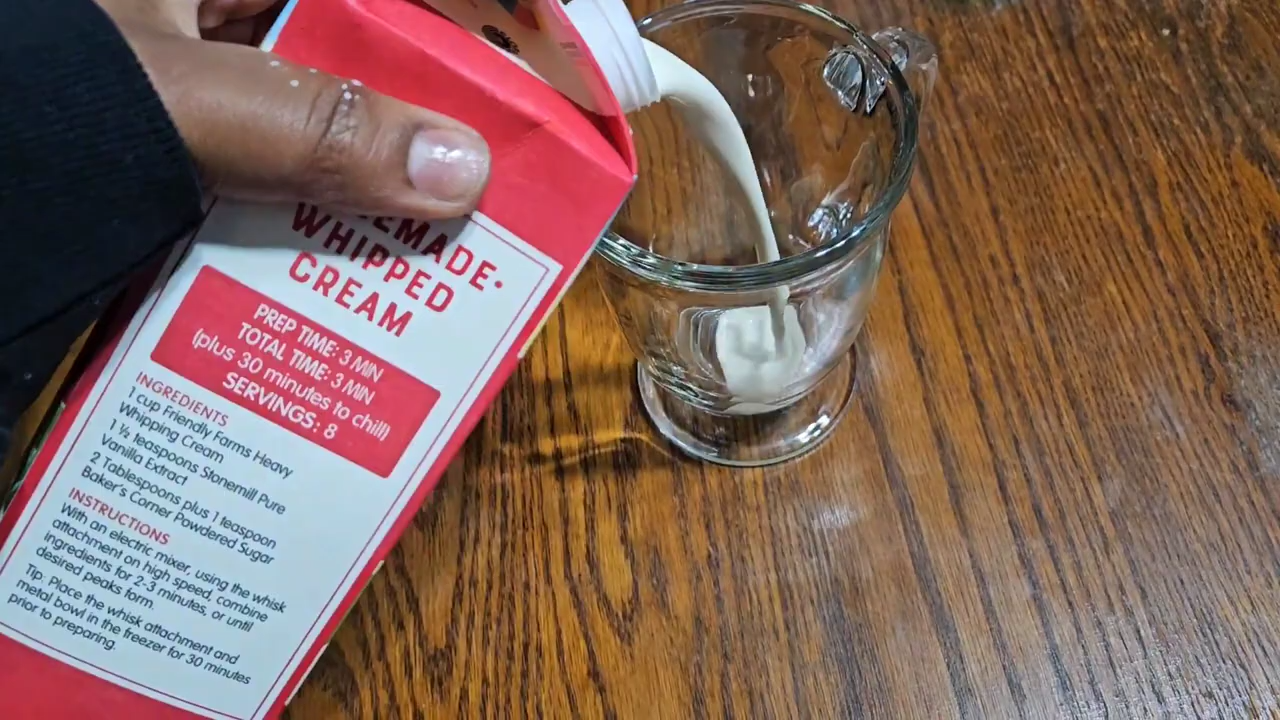 EMADE·
WHIPPED
CREAM
PREP TIME: 3 MIN
TOTAL TIME: 3 MIN
(plus 30 minutes to chill)
SERVINGS: 8
INGREDIENTS
1 cup Friendly Farms Heavy
Whipping Cream
1 ½ teaspoons Stonemill Pure
Vanilla Extract
2 Tablespoons plus 1 teaspoon
Baker's Corner Powdered Sugar
INSTRUCTIONS
With an electric mixer, using the whisk
attachment on high speed, combine
ingredients for 2-3 minutes, or until
desired peaks form.
Tip: Place the whisk attachment and
metal bowl in the freezer for 30 minutes
prior to preparing.